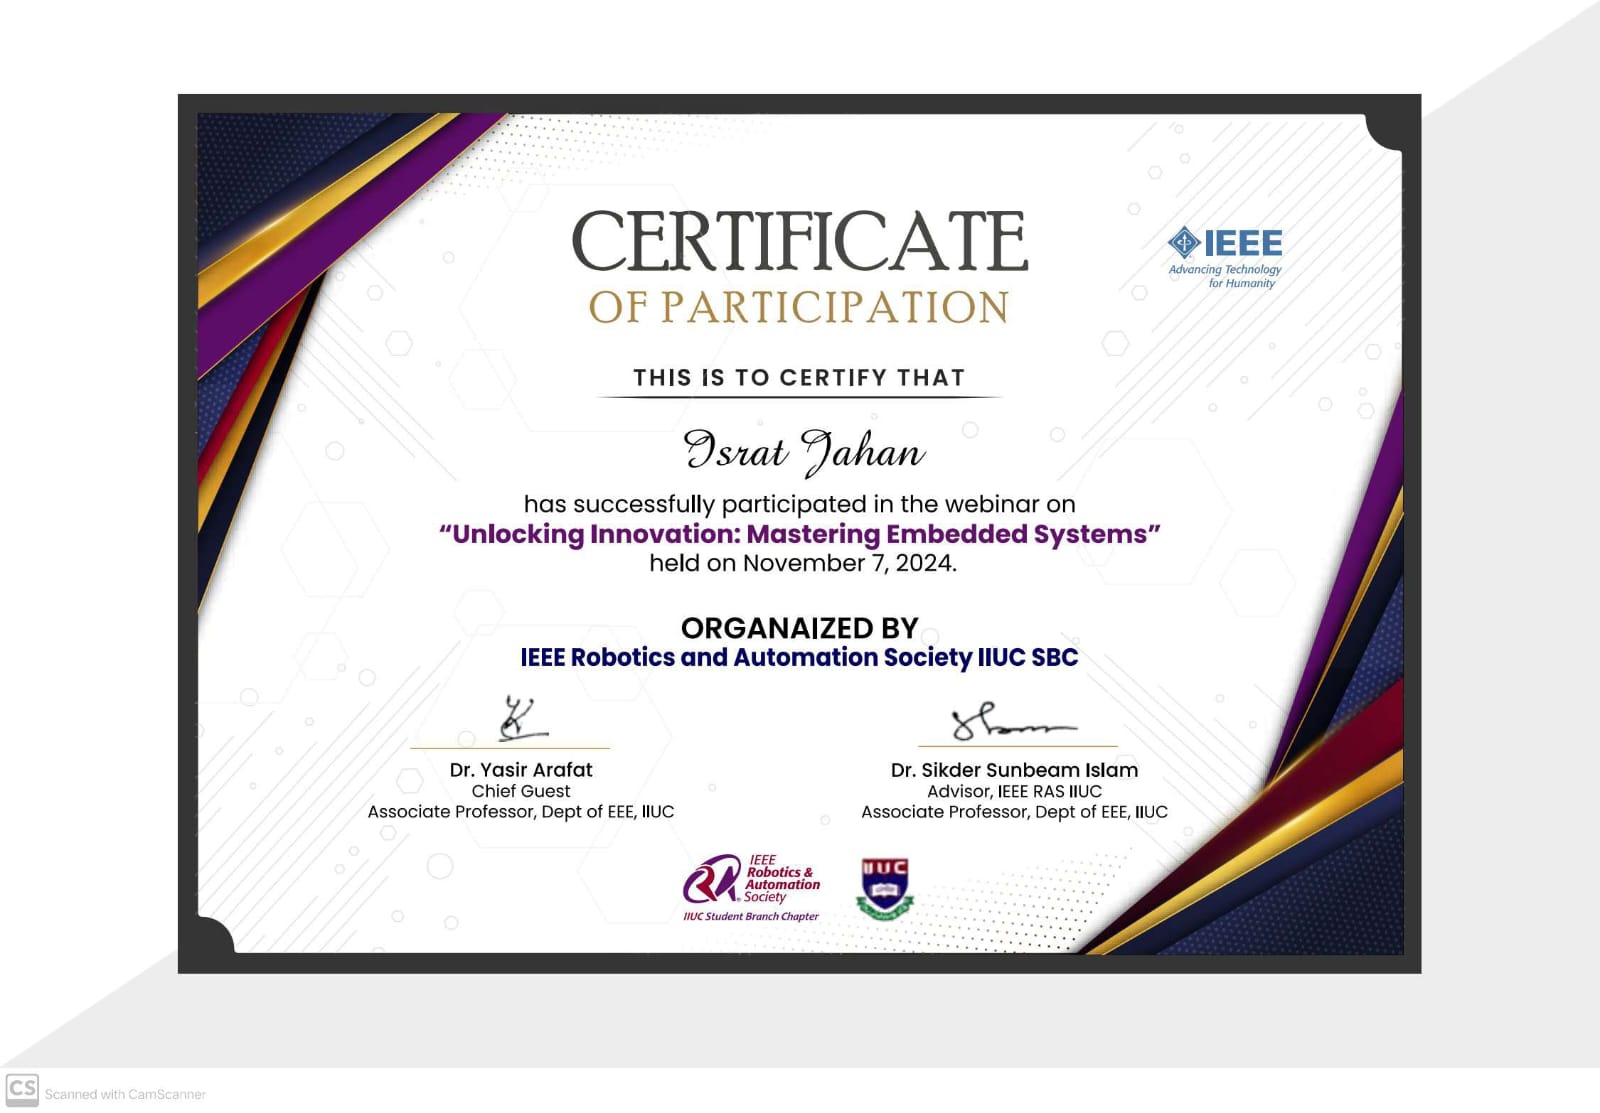 CERTIFICATE
OF PARTICIPATION
IEEE
Advancing Technology
for Humanity
THIS IS TO CERTIFY THAT
Israt Jahan
has successfully participated in the webinar on
“Unlocking Innovation: Mastering Embedded Systems”
held on November 7, 2024.
ORGANAIZED BY
IEEE Robotics and Automation Society IIUC SBC
Dr. Yasir Arafat
Chief Guest
Associate Professor, Dept of EEE, IIUC
Dr. Sikder Sunbeam Islam
Advisor, IEEE RAS IIUC
Associate Professor, Dept of EEE, IIUC
IEEE
Robotics &
Automation
Society
IIUC Student Branch Chapter
IIUC
CS Scanned with CamScanner